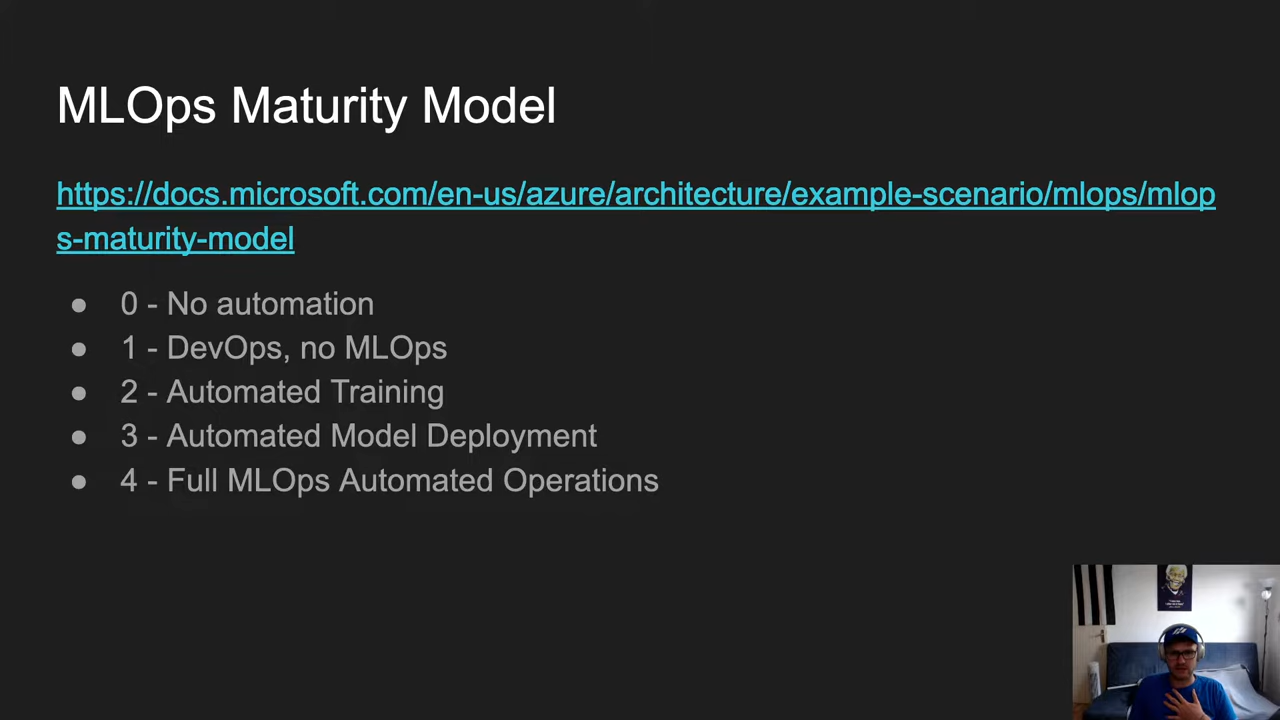 MLOps Maturity Model
https://docs.microsoft.com/en-us/azure/architecture/example-scenario/mlops/mlop
s-maturity-model
● 0 - No automation
● 1 - DevOps, no MLOps
● 2 - Automated Training
● 3 - Automated Model Deployment
● 4 - Full MLOps Automated Operations